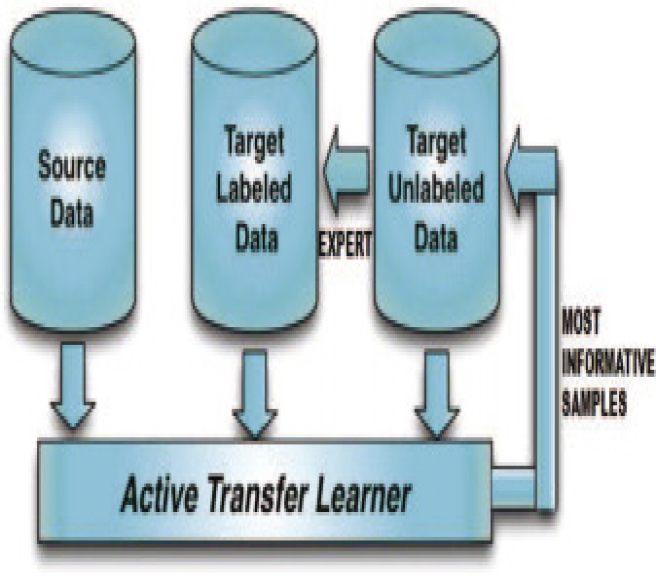 Source
Data
Target
Labeled
Data
EXPERT
Target
Unlabeled
Data
MOST
INFORMATIVE
SAMPLES
Active Transfer Learner